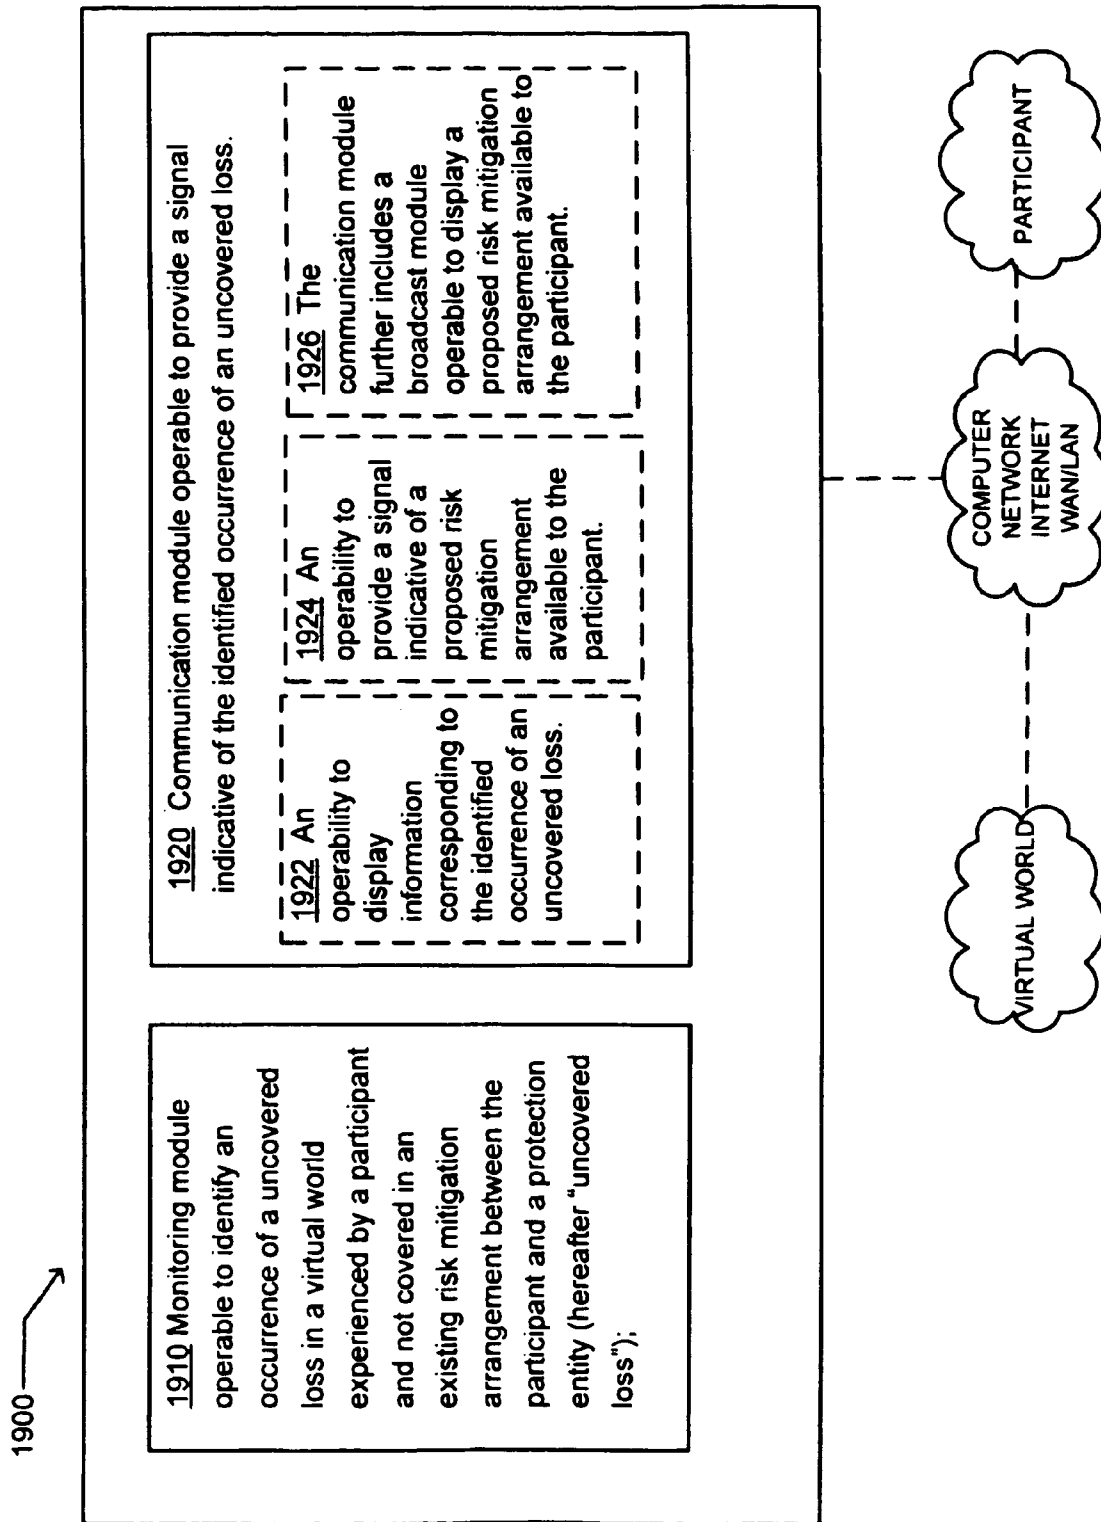 1900
1910 Monitoring module
operable to identify an
occurrence of a uncovered
loss in a virtual world
experienced by a participant
and not covered in an
existing risk mitigation
arrangement between the
participant and a protection
entity (hereafter “uncovered
loss”);
1920 Communication module operable to provide a signal
indicative of the identified occurrence of an uncovered loss.
1922 An
operability to
display
information
corresponding to
the identified
occurrence of an
uncovered loss.
1924 An
operability to
provide a signal
indicative of a
proposed risk
mitigation
arrangement
available to the
participant.
1926 The
communication module
further includes a
broadcast module
operable to display a
proposed risk mitigation
arrangement available to
the participant.
VIRTUAL WORLD
COMPUTER
NETWORK
INTERNET
WAN/LAN
PARTICIPANT